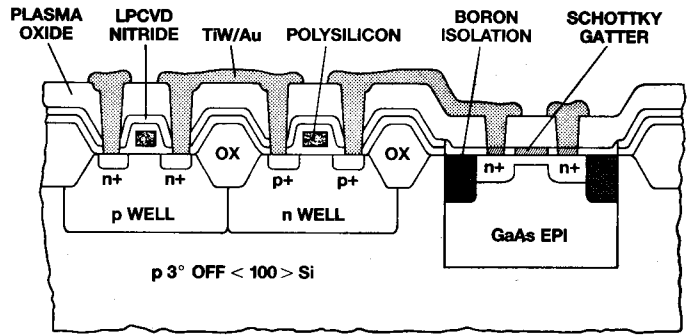 PLASMA
OXIDE
LPCVD
NITRIDE
TiW/Au
POLYSILICON
BORON
ISOLATION
SCHOTTKY
GATTER
OX
OX
n+
n+
p+
p+
n+
n+
p WELL
n WELL
GaAs EPI
p 3° OFF < 100 > Si